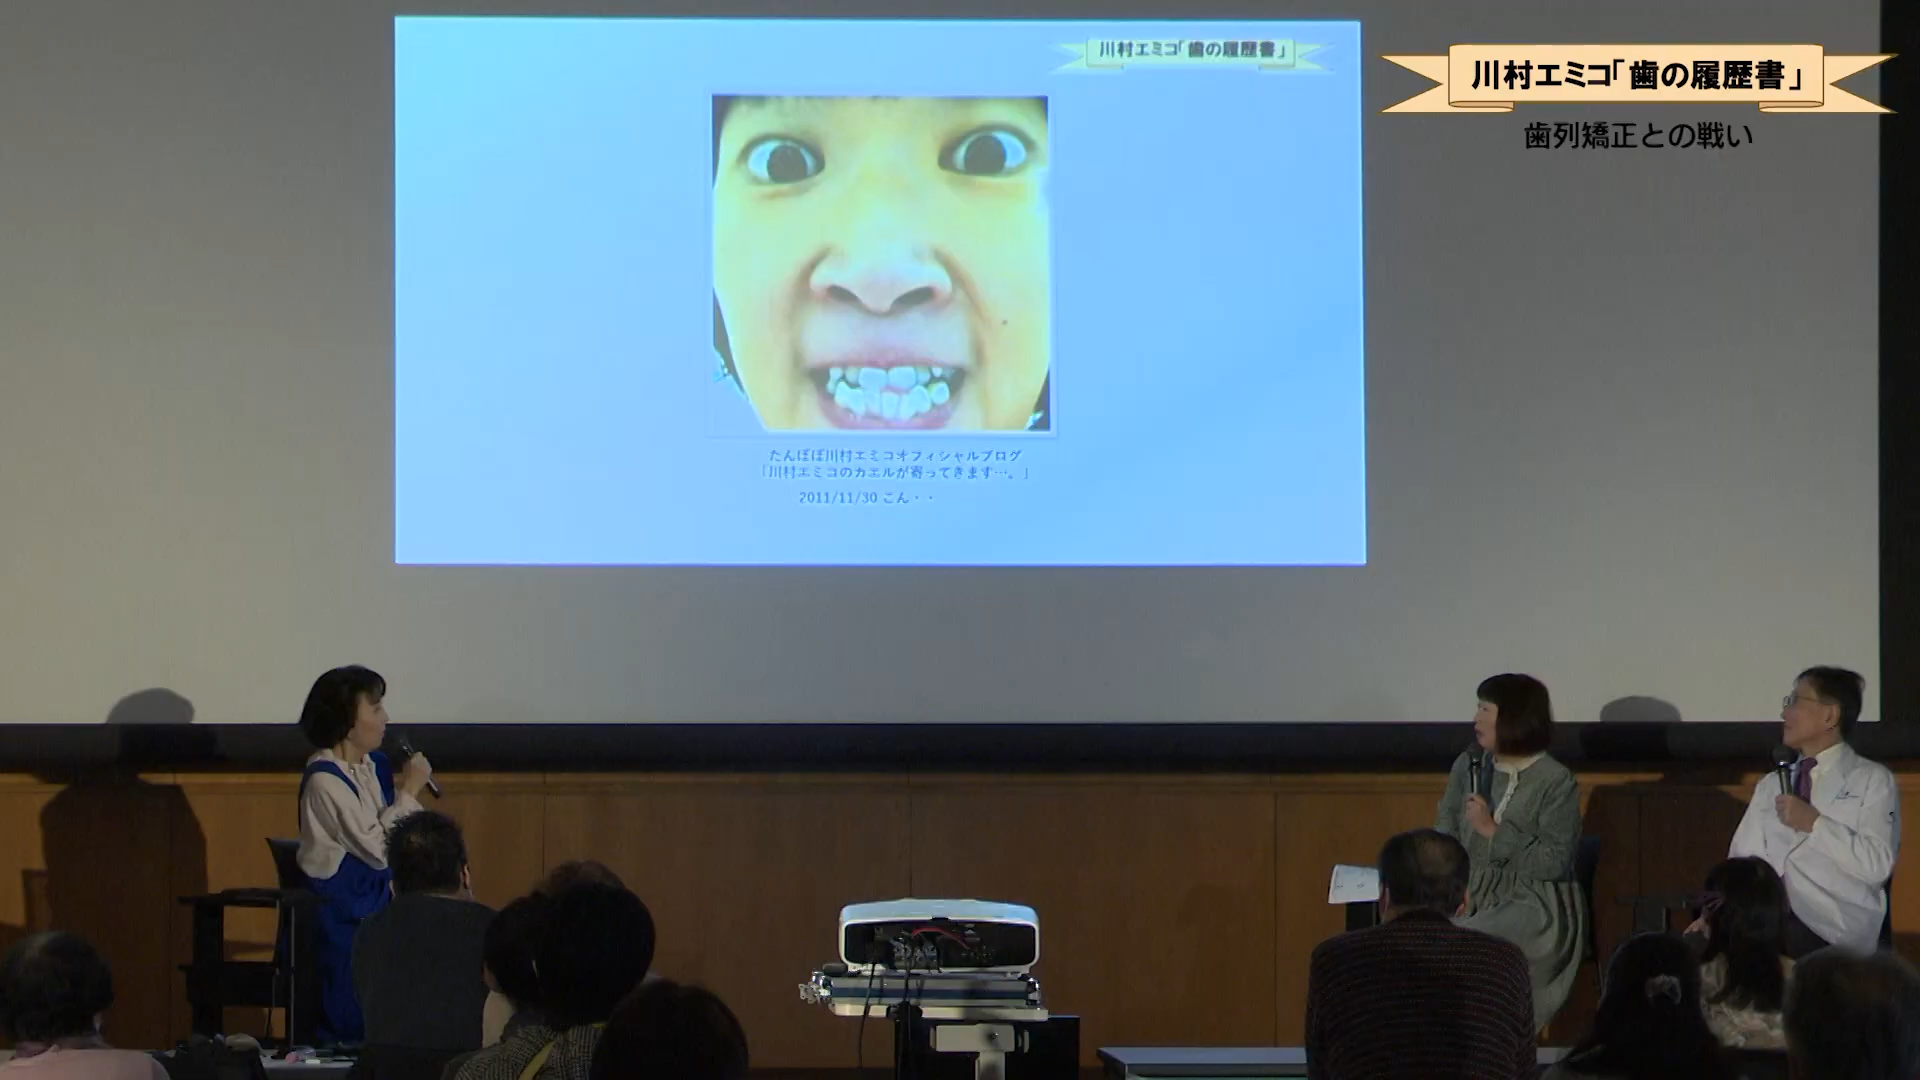 川村エミコ「歯の履歴書」
たんぽぽ川村エミコオフィシャルブログ
「川村エミコのカエルが寄ってきます…。」
2011/11/30 こん・・
川村エミコ「歯の履歴書」
歯列矯正との戦い